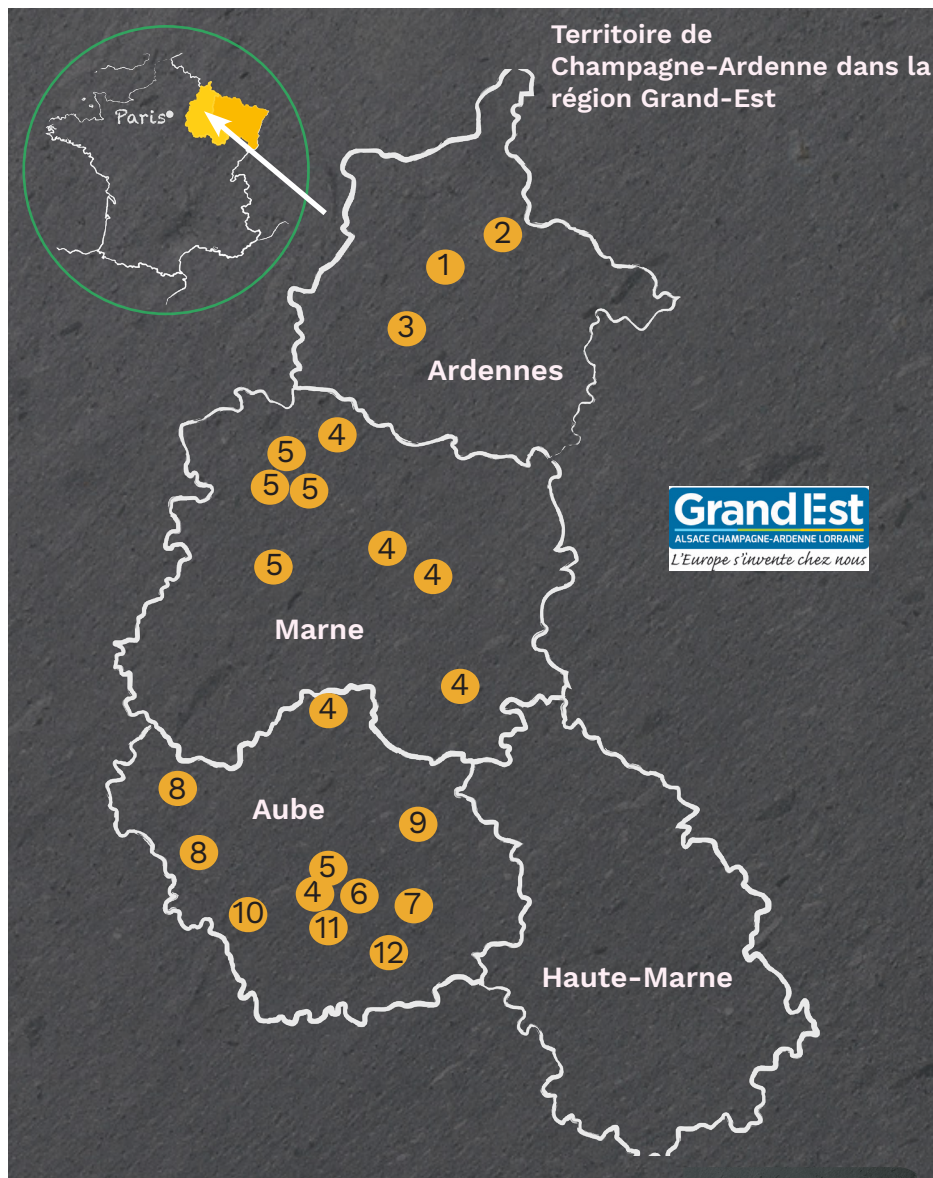 Territoire de
Champagne-Ardenne dans la
région Grand-Est
Paris
2
1
3
Ardennes
4
5
5 5
Grand Est
ALSACE CHAMPAGNE-ARDENNE LORRAINE
L'Europe s'invente chez nous
4
5
4
Marne
4
4
8
Aube
9
8
5
4 6
7
10
11
12
Haute-Marne